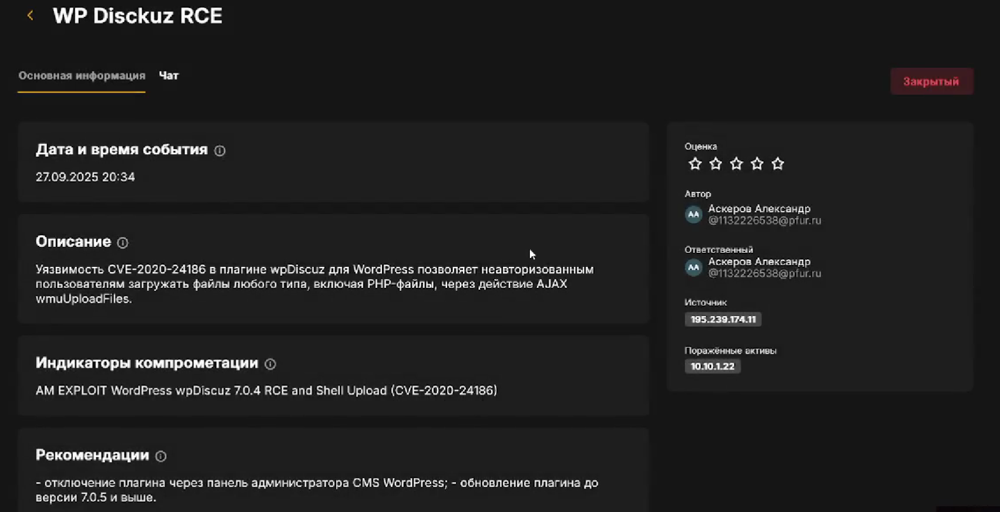 WP Disckuz RCE
Основная информация
Чат
Закрытый
Дата и время события
27.09.2025 20:34
Описание
Уязвимость CVE-2020-24186 в плагине wpDiscuz для WordPress позволяет неавторизованным
пользователям загружать файлы любого типа, включая PHP-файлы, через действие AJAX
wmuUploadFiles.
Индикаторы компрометации
AM EXPLOIT WordPress wpDiscuz 7.0.4 RCE and Shell Upload (CVE-2020-24186)
Рекомендации
- отключение плагина через панель администратора CMS WordPress; - обновление плагина до
версии 7.0.5 и выше.
Оценка
Автор
АА
Аскеров Александр
@1132226538@pfur.ru
Ответственный
АА
Аскеров Александр
@1132226538@pfur.ru
Источник
195.239.174.11
Поражённые активы
10.10.1.22